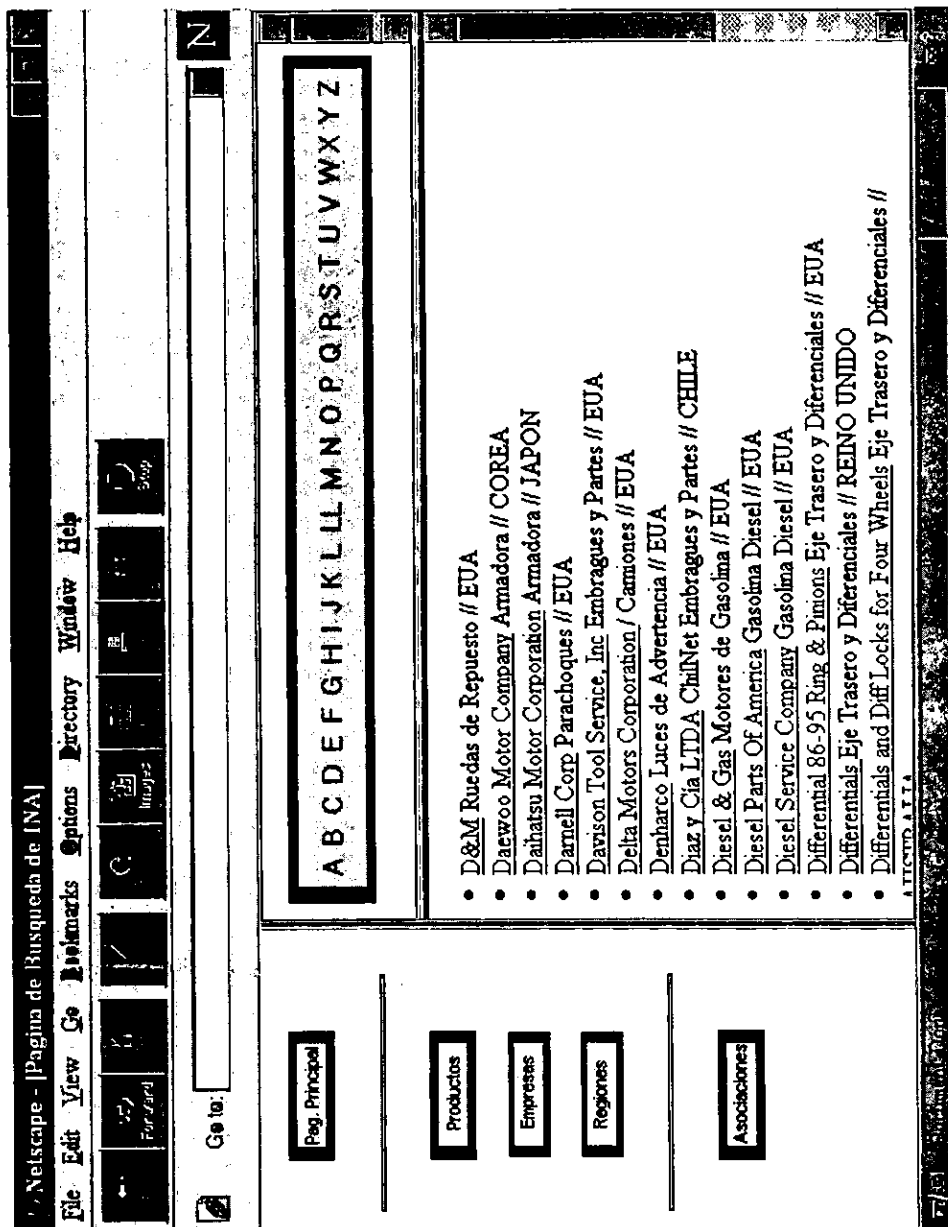 Netscape - [Pagina de Busqueda de INA]
File Edit View Go Bookmarks Options Directory Window Help
Forward Images Stop
Go to:
N
Pag. Principal
Productos
Empresas
Regiones
Asociaciones
A B C D E F G H I J K L LL M N O P Q R S T U V W X Y Z
• D&M Ruedas de Repuesto // EUA
• Daewoo Motor Company Armadora // COREA
• Daihatsu Motor Corporation Armadora // JAPON
• Darnell Corp Parachoques // EUA
• Davison Tool Service, Inc Embragues y Partes // EUA
• Delta Motors Corporation / Camiones // EUA
• Denharco Luces de Advertencia // EUA
• Diaz y Cia LTDA ChilNet Embragues y Partes // CHILE
• Diesel & Gas Motores de Gasolina // EUA
• Diesel Parts Of America Gasolina Diesel // EUA
• Diesel Service Company Gasolina Diesel // EUA
• Differential 86-95 Ring & Pinions Eje Trasero y Diferenciales // EUA
• Differentials Eje Trasero y Diferenciales // REINO UNIDO
• Differentials and Diff Locks for Four Wheels Eje Trasero y Diferenciales //